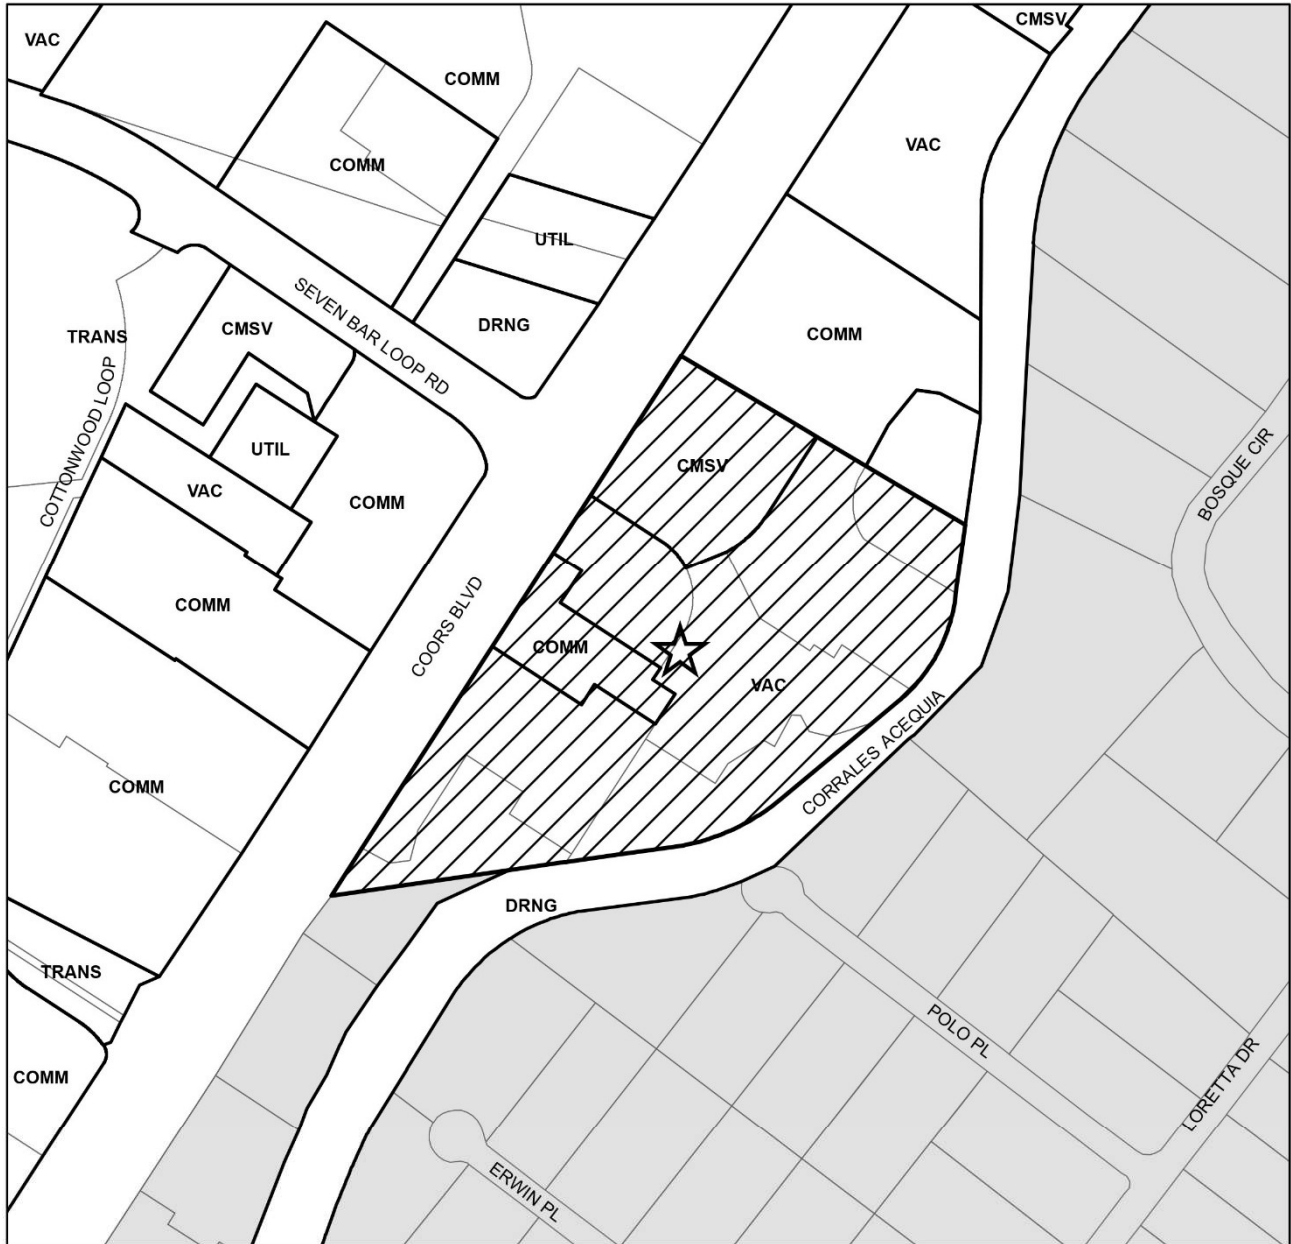 CMSV
VAC
COMM
VAC
COMM
UTIL
SEVEN BAR LOOP RD
CMSV
DRNG
COMM
TRANS
COTTONWOOD LOOP
UTIL
CMSV
BOSQUE CIR
VAC
COMM
COORS BLVD
COMM
COMM
VAC
CORRALES ACEQUIA
COMM
DRNG
TRANS
POLO PL
COMM
LORETTA DR
ERWIN PL